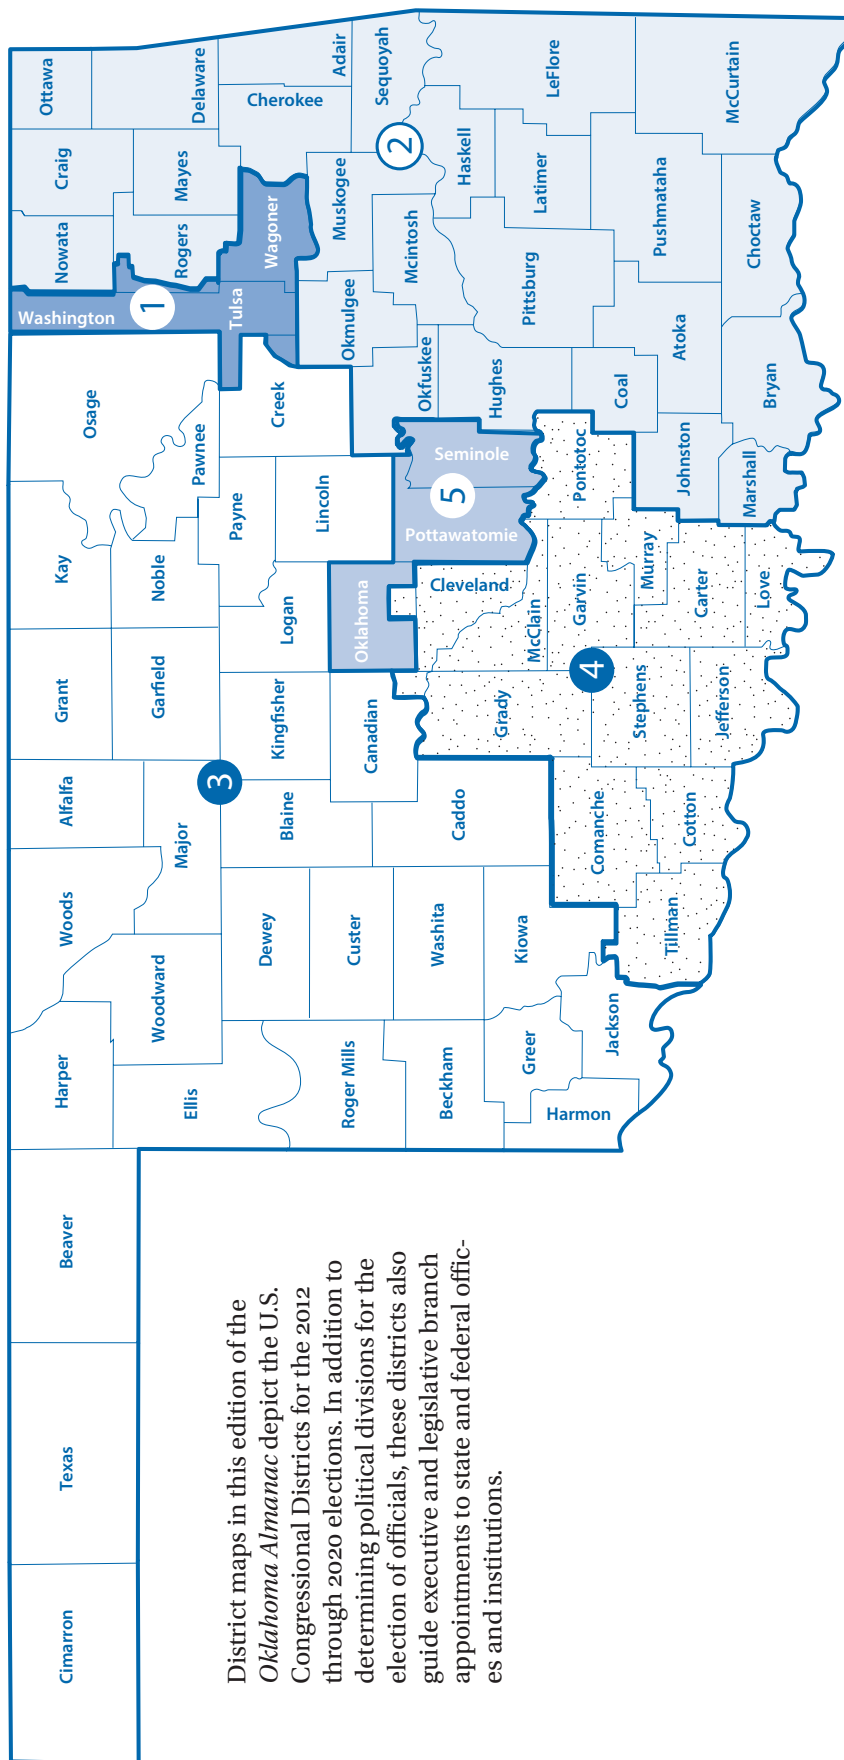 Cimarron
Texas
Beaver
Harper
Woods
Alfalfa
Grant
Kay
Osage
Washington
Nowata
Craig
Ottawa
Ellis
Woodward
Major
Garfield
Noble
Pawnee
1
Rogers
Mayes
Delaware
3
Roger Mills
Dewey
Blaine
Kingfisher
Logan
Payne
Creek
Tulsa
Wagoner
Cherokee
Adair
Custer
Canadian
Oklahoma
Lincoln
Okmulgee
Muskogee
Sequoyah
2
Beckham
Washita
Caddo
Cleveland
Pottawatomie
5
Seminole
Okfuskee
Mcintosh
Haskell
Greer
Kiowa
Grady
McClain
Hughes
Pittsburg
Latimer
LeFlore
Harmon
Jackson
Comanche
4
Garvin
Pontotoc
Coal
Pushmataha
Tillman
Cotton
Stephens
Murray
Johnston
Atoka
McCurtain
Jefferson
Carter
Love
Marshall
Bryan
Choctaw
District maps in this edition of the
Oklahoma Almanac depict the U.S.
Congressional Districts for the 2012
through 2020 elections. In addition to
determining political divisions for the
election of officials, these districts also
guide executive and legislative branch
appointments to state and federal offic-
es and institutions.